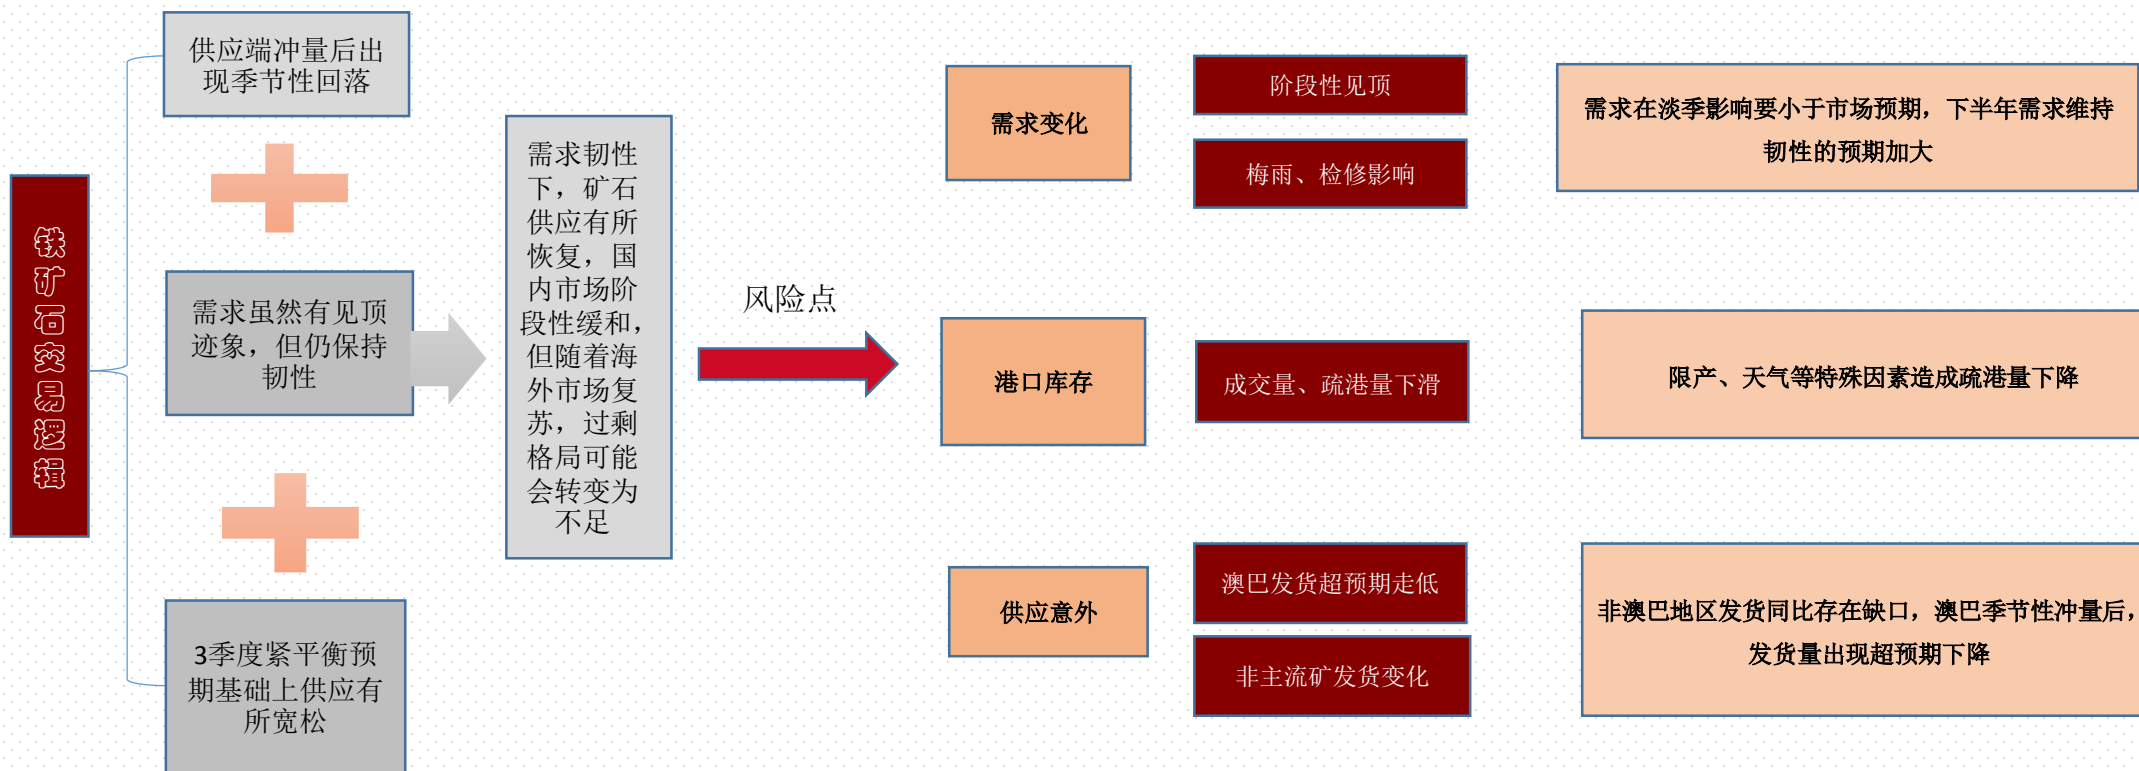 铁矿石交易逻辑
供应端冲量后出
现季节性回落
需求虽然有见顶
迹象，但仍保持
韧性
3季度紧平衡预
期基础上供应有
所宽松
需求韧性
下，矿石
供应有所
恢复，国
内市场阶
段性缓和，
但随着海
外市场复
苏，过剩
格局可能
会转变为
不足
风险点
需求变化
阶段性见顶
梅雨、检修影响
需求在淡季影响要小于市场预期，下半年需求维持
韧性的预期加大
港口库存
成交量、疏港量下滑
限产、天气等特殊因素造成疏港量下降
供应意外
澳巴发货超预期走低
非主流矿发货变化
非澳巴地区发货同比存在缺口，澳巴季节性冲量后，
发货量出现超预期下降